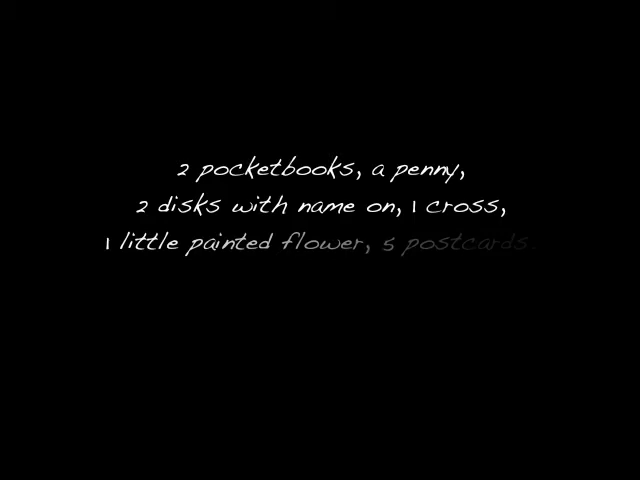 2 pocketbooks, a penny,
2 disks with name on, 1 cross,
1 little painted flower, 5 postcards.